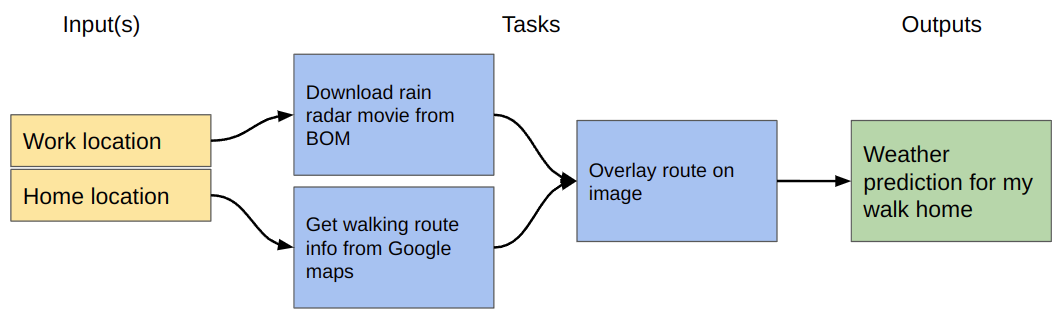 Input(s)
Tasks
Outputs
Work location
Home location
Download rain
radar movie from
BOM
Get walking route
info from Google
maps
Overlay route on
image
Weather
prediction for my
walk home